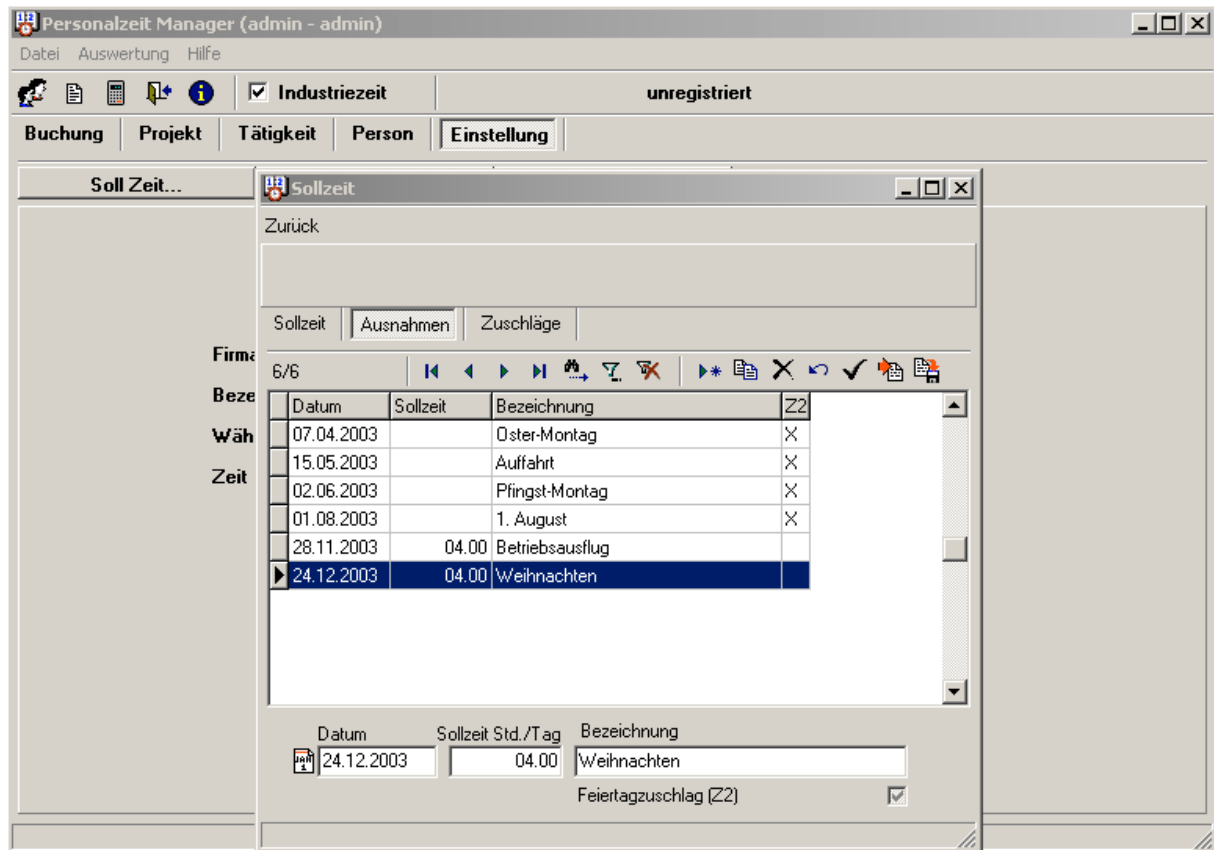 Personalzeit Manager (admin - admin)
Datei Auswertung Hilfe
Industriezeit unregistriert
Buchung Projekt Tätigkeit Person Einstellung
Soll Zeit...
Sollzeit
Zurück
Sollzeit Ausnahmen Zuschläge
Firma
6/6
Beze
Datum Sollzeit Bezeichnung Z2
Wäh
07.04.2003 Oster-Montag X
15.05.2003 Auffahrt X
Zeit
02.06.2003 Pfingst-Montag X
01.08.2003 1. August X
28.11.2003 04.00 Betriebsausflug
24.12.2003 04.00 Weihnachten
Datum Sollzeit Std./Tag Bezeichnung
24.12.2003 04.00 Weihnachten
Feiertagzuschlag (Z2)